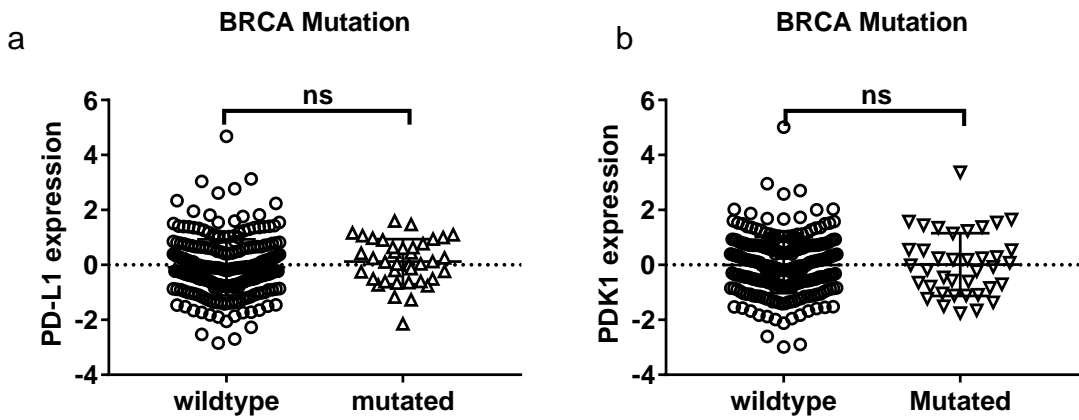 a
BRCA Mutation
ns
PD-L1 expression
6
4
2
0
-2
-4
wildtype
mutated
b
BRCA Mutation
ns
PDK1 expression
6
4
2
0
-2
-4
wildtype
Mutated